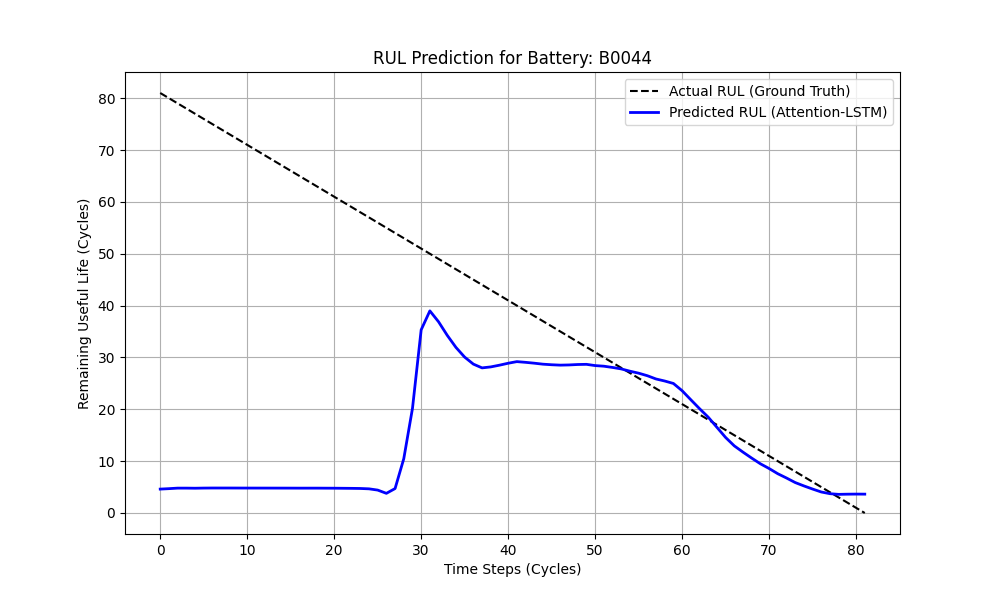 RUL Prediction for Battery: B0044
Actual RUL (Ground Truth)
Predicted RUL (Attention-LSTM)
Remaining Useful Life (Cycles)
80
70
60
50
40
30
20
10
0
0 10 20 30 40 50 60 70 80
Time Steps (Cycles)